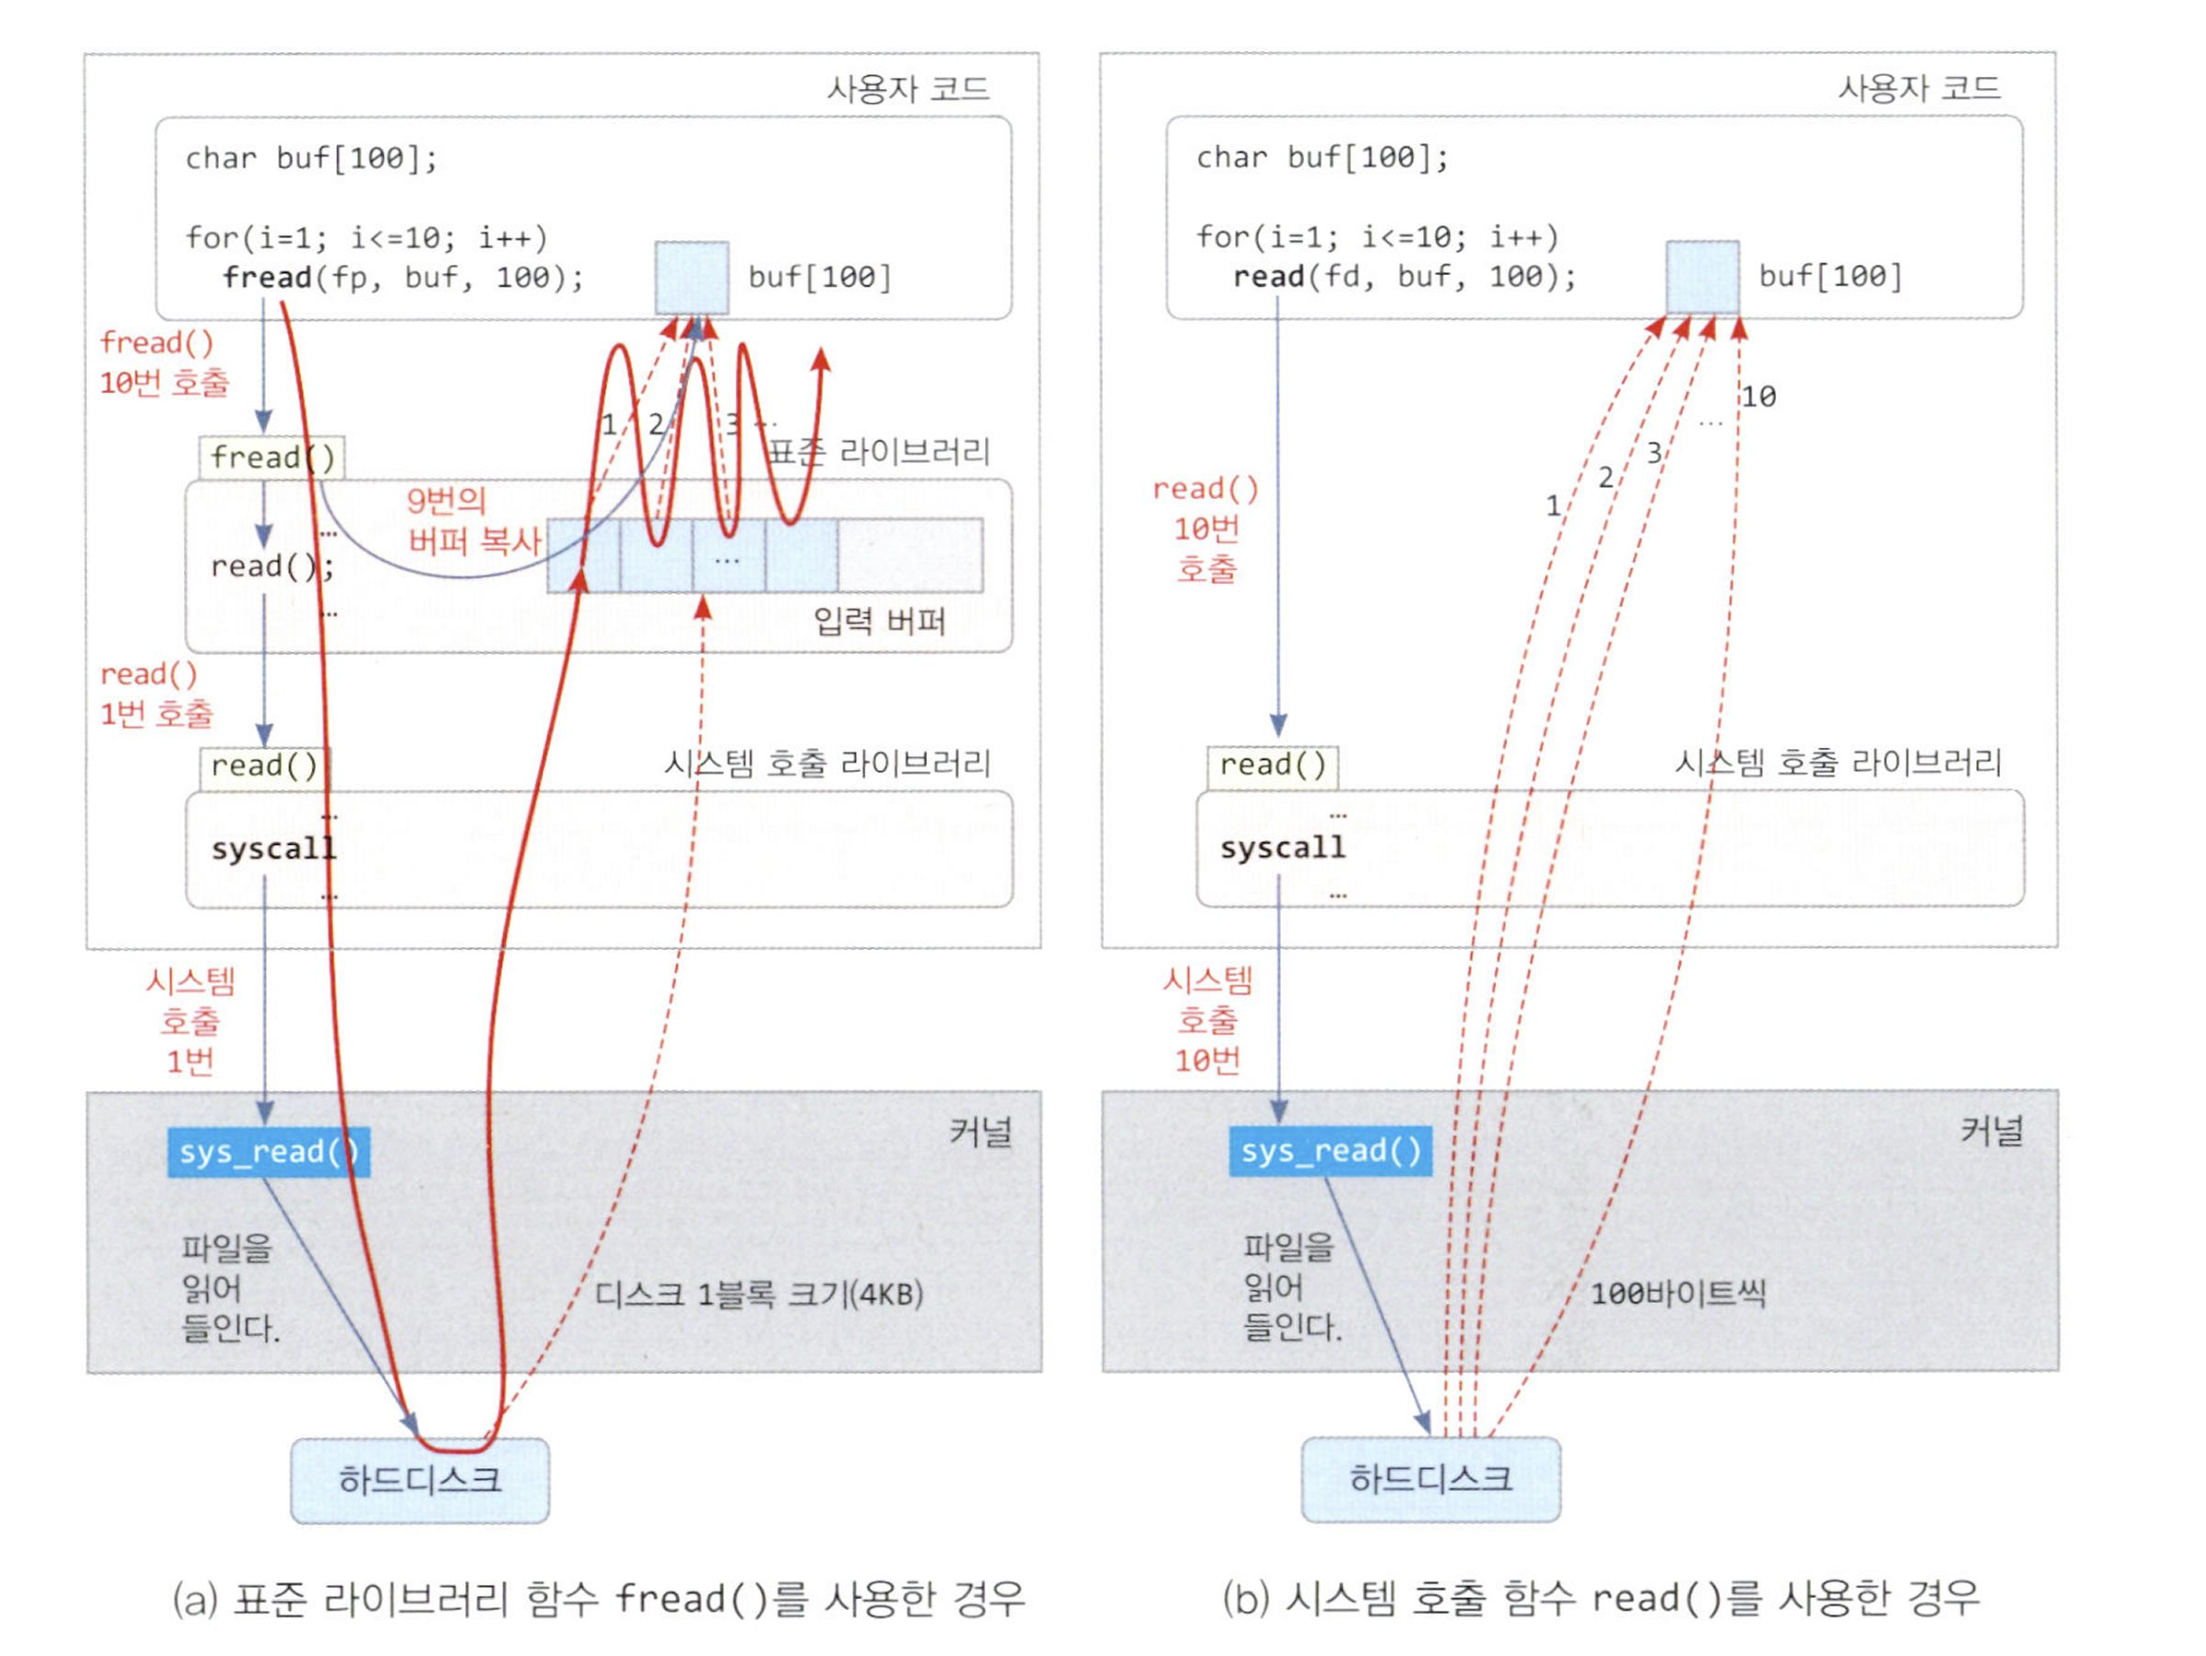 사용자 코드
char buf[100];
for(i=1; i<=10; i++)
fread(fp, buf, 100);
buf[100]
fread()
10번 호출
1 2 3 ...
표준 라이브러리
fread()
9번의
버퍼 복사
...
read();
...
...
입력 버퍼
read()
1번 호출
시스템 호출 라이브러리
read()
...
syscall
...
시스템
호출
1번
커널
sys_read()
파일을
읽어
들인다.
디스크 1블록 크기(4KB)
하드디스크
(a) 표준 라이브러리 함수 fread()를 사용한 경우
사용자 코드
char buf[100];
for(i=1; i<=10; i++)
read(fd, buf, 100);
buf[100]
10
...
3
2
1
read()
10번
호출
시스템 호출 라이브러리
read()
...
syscall
...
시스템
호출
10번
커널
sys_read()
파일을
읽어
들인다.
100바이트씩
하드디스크
(b) 시스템 호출 함수 read()를 사용한 경우